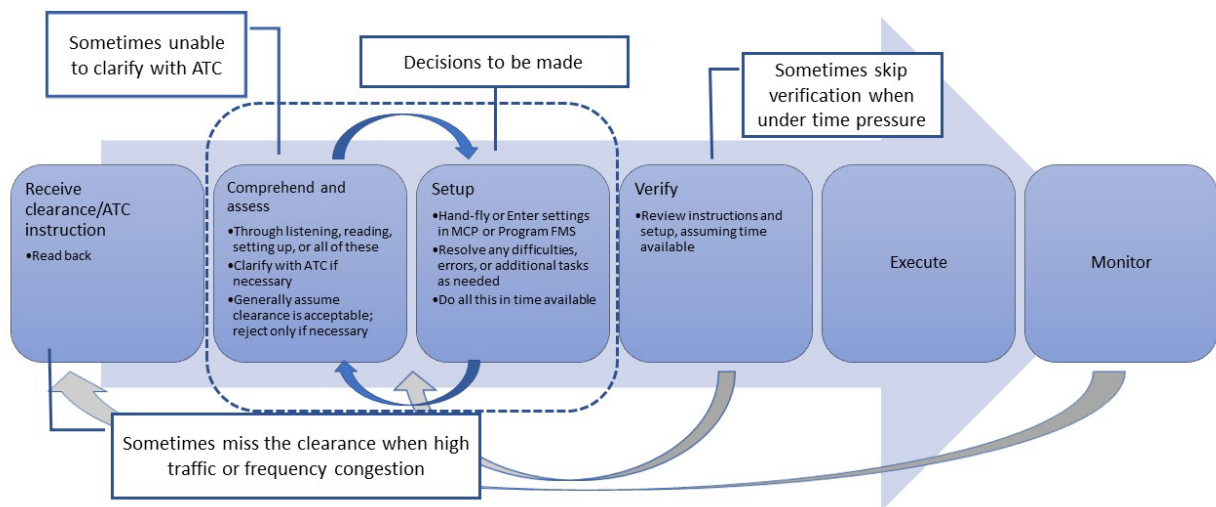 Sometimes unable
to clarify with ATC
Decisions to be made
Sometimes skip
verification when
under time pressure
Receive
clearance/ATC
instruction
•Read back
Comprehend and
assess
•Through listening, reading,
setting up, or all of these
•Clarify with ATC if
necessary
•Generally assume
clearance is acceptable;
reject only if necessary
Setup
•Hand-fly or Enter settings
in MCP or Program FMS
•Resolve any difficulties,
errors, or additional tasks
as needed
•Do all this in time available
Verify
•Review instructions and
setup, assuming time
available
Execute
Monitor
Sometimes miss the clearance when high
traffic or frequency congestion